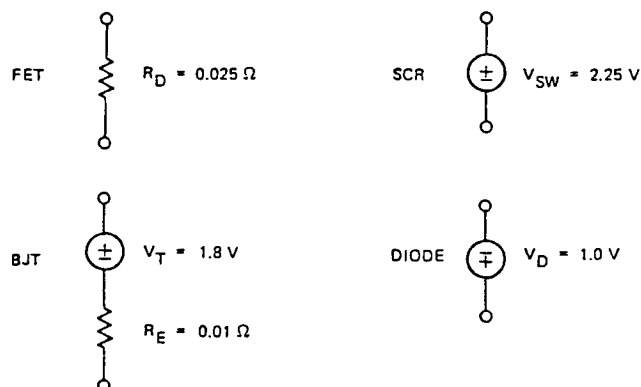 FET
R_D = 0.025 Ω
SCR
V_SW = 2.25 V
BJT
V_T = 1.8 V
R_E = 0.01 Ω
DIODE
V_D = 1.0 V